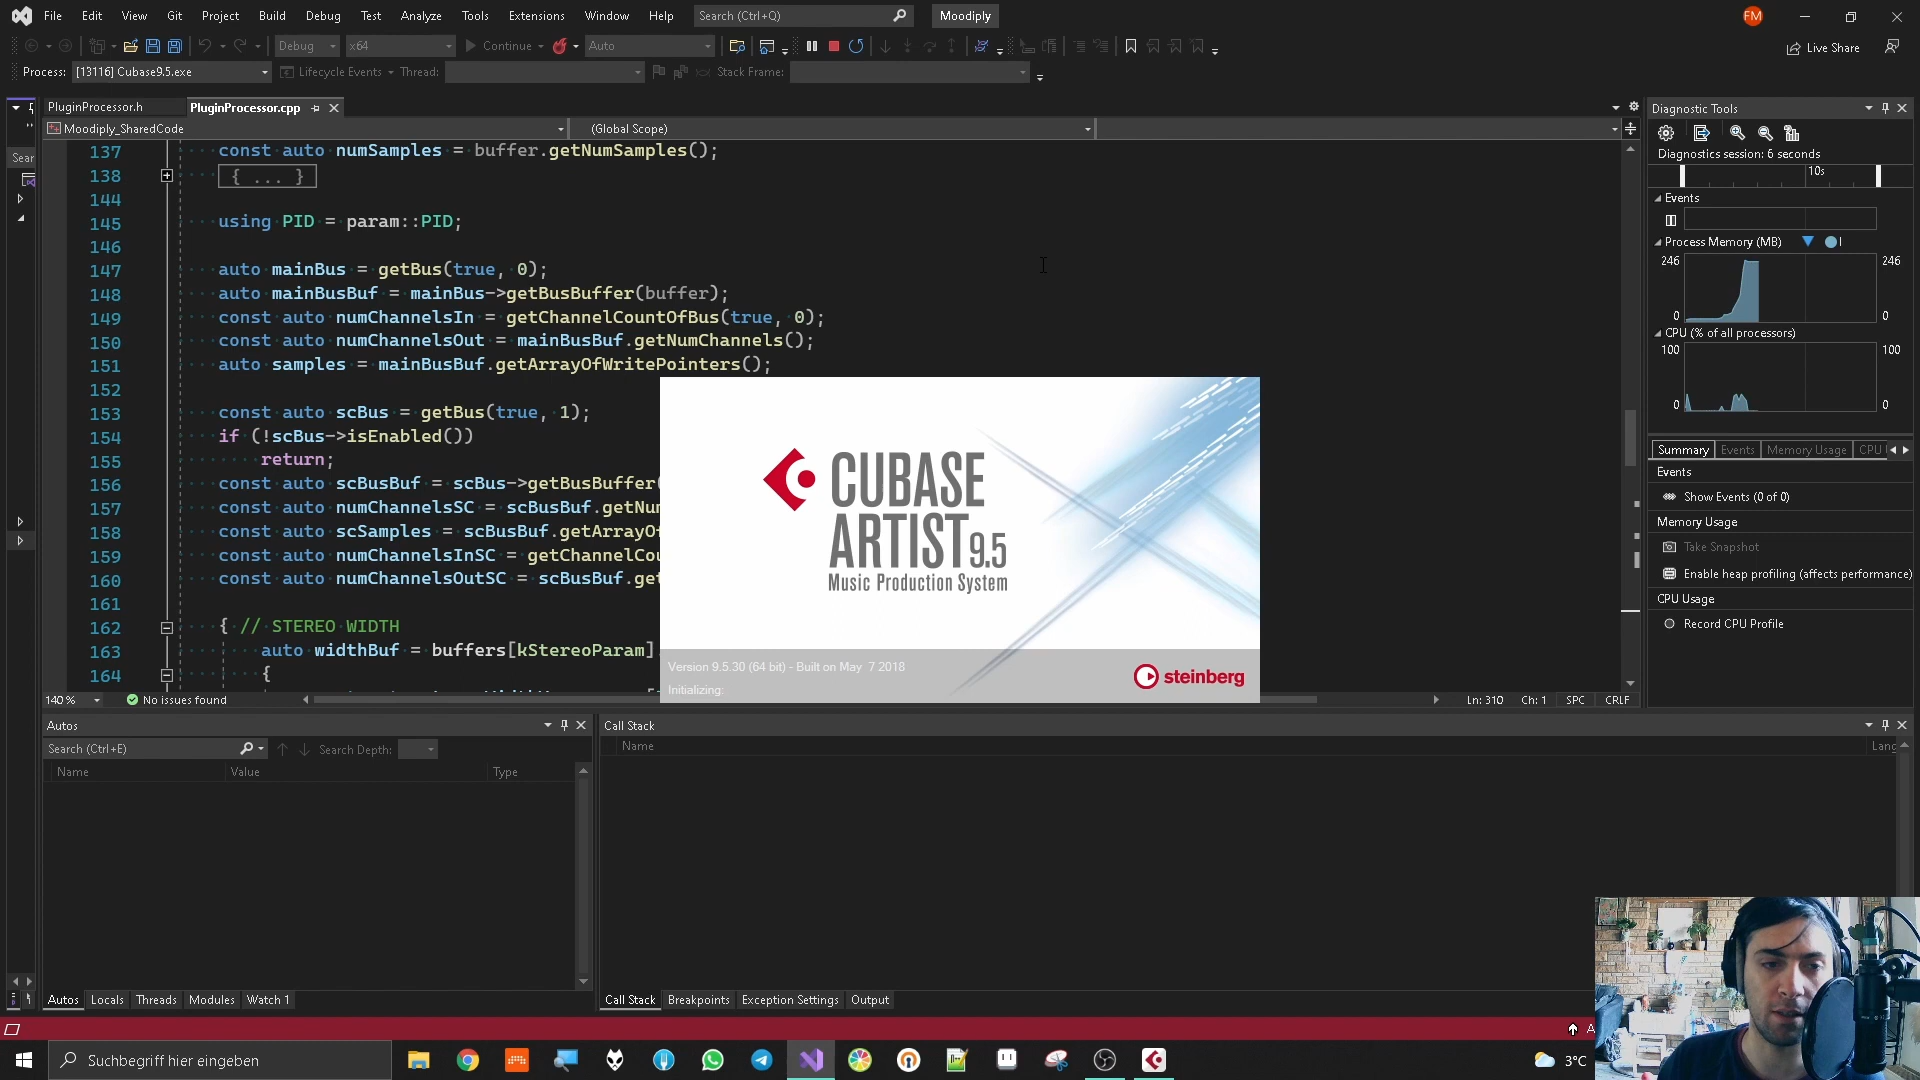 File Edit View Git Project Build Debug Test Analyze Tools Extensions Window Help Search (Ctrl+Q) Moodiply FM
Debug x64 Continue Auto Live Share
Process: [13116] Cubase9.5.exe Lifecycle Events Thread: Stack Frame:
PluginProcessor.h PluginProcessor.cpp
Moodiply_SharedCode (Global Scope)
137 const auto numSamples = buffer.getNumSamples();
138 { ... }
144
145 using PID = param::PID;
146
147 auto mainBus = getBus(true, 0);
148 auto mainBusBuf = mainBus->getBusBuffer(buffer);
149 const auto numChannelsIn = getChannelCountOfBus(true, 0);
150 const auto numChannelsOut = mainBusBuf.getNumChannels();
151 auto samples = mainBusBuf.getArrayOfWritePointers();
152
153 const auto scBus = getBus(true, 1);
154 if (!scBus->isEnabled())
155 return;
156 const auto scBusBuf = scBus->getBusBuffer(
157 const auto numChannelsSC = scBusBuf.getNu
158 auto scSamples = scBusBuf.getArrayO
159 const auto numChannelsInSC = getChannelCou
160 const auto numChannelsOutSC = scBusBuf.get
161
162 { // STEREO WIDTH
163 auto widthBuf = buffers[kStereoParam]
164 {
CUBASE
ARTIST 9.5
Music Production System
Version 9.5.30 (64 bit) - Built on May 7 2018
Initializing:
steinberg
140 % No issues found Ln: 310 Ch: 1 SPC CRLF
Sear
Diagnostic Tools
Diagnostics session: 6 seconds
10s
Events
Process Memory (MB)
246 246
0 0
CPU (% of all processors)
100 100
0 0
Summary Events Memory Usage CPU
Events
Show Events (0 of 0)
Memory Usage
Take Snapshot
Enable heap profiling (affects performance)
CPU Usage
Record CPU Profile
Autos
Search (Ctrl+E) Search Depth:
Name Value Type
Autos Locals Threads Modules Watch 1
Call Stack
Name Lang
Call Stack Breakpoints Exception Settings Output
Suchbegriff hier eingeben
3°C